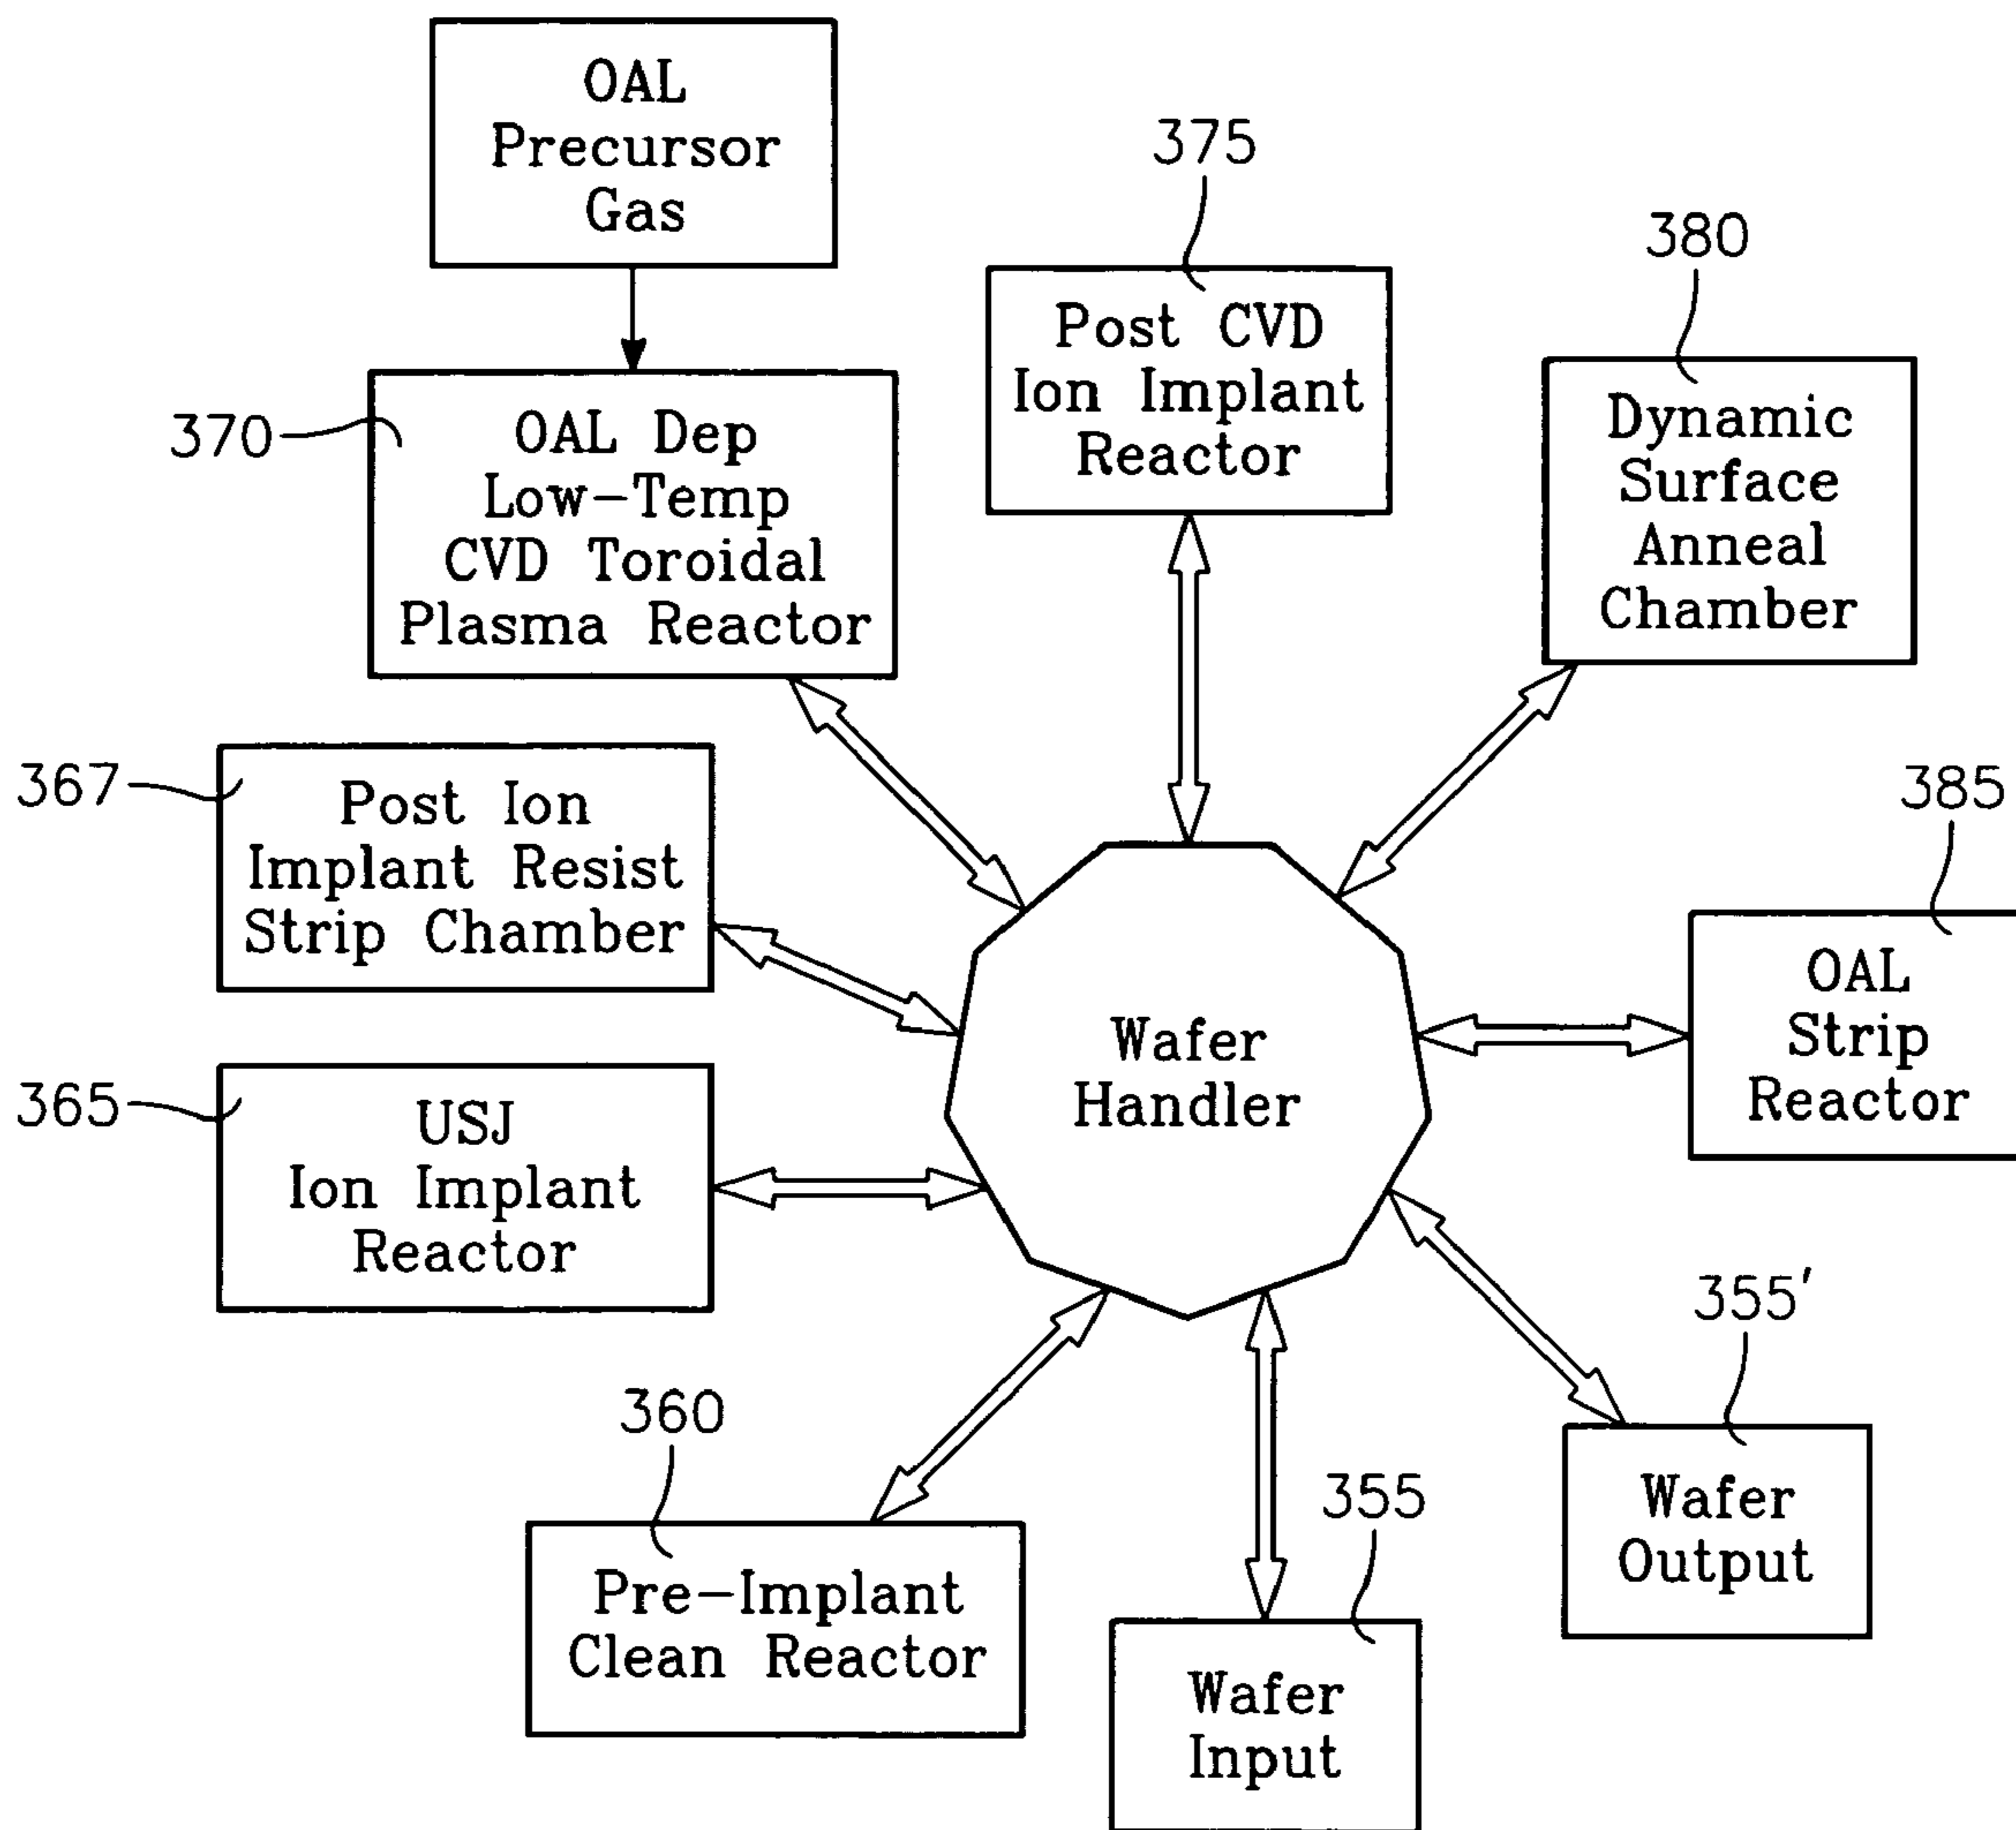 OAL
Precursor
Gas
375
380
Post CVD
Ion Implant
Reactor
370
OAL Dep
Low-Temp
CVD Toroidal
Plasma Reactor
Dynamic
Surface
Anneal
Chamber
367
Post Ion
Implant Resist
Strip Chamber
385
OAL
Strip
Reactor
Wafer
Handler
365
USJ
Ion Implant
Reactor
355'
Wafer
Output
360
Pre-Implant
Clean Reactor
355
Wafer
Input